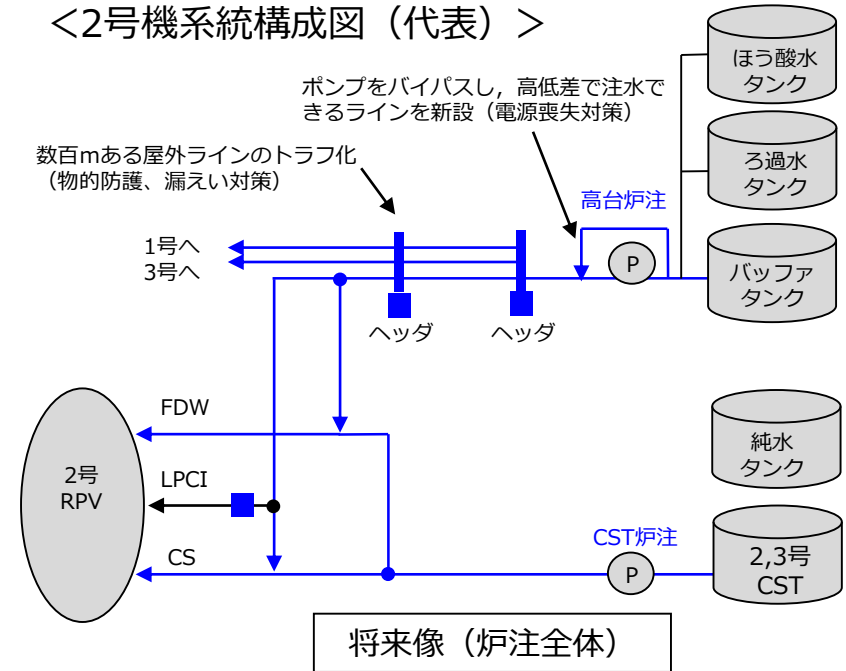 ＜2号機系統構成図（代表）＞
ほう酸水
タンク
ポンプをバイパスし，高低差で注水で
きるラインを新設（電源喪失対策）
数百mある屋外ラインのトラフ化
（物的防護、漏えい対策）
ろ過水
タンク
高台炉注
1号へ
3号へ
P
バッファ
タンク
ヘッダ
ヘッダ
FDW
純水
タンク
2号
RPV
LPCI
CST炉注
CS
P
2,3号
CST
将来像（炉注全体）